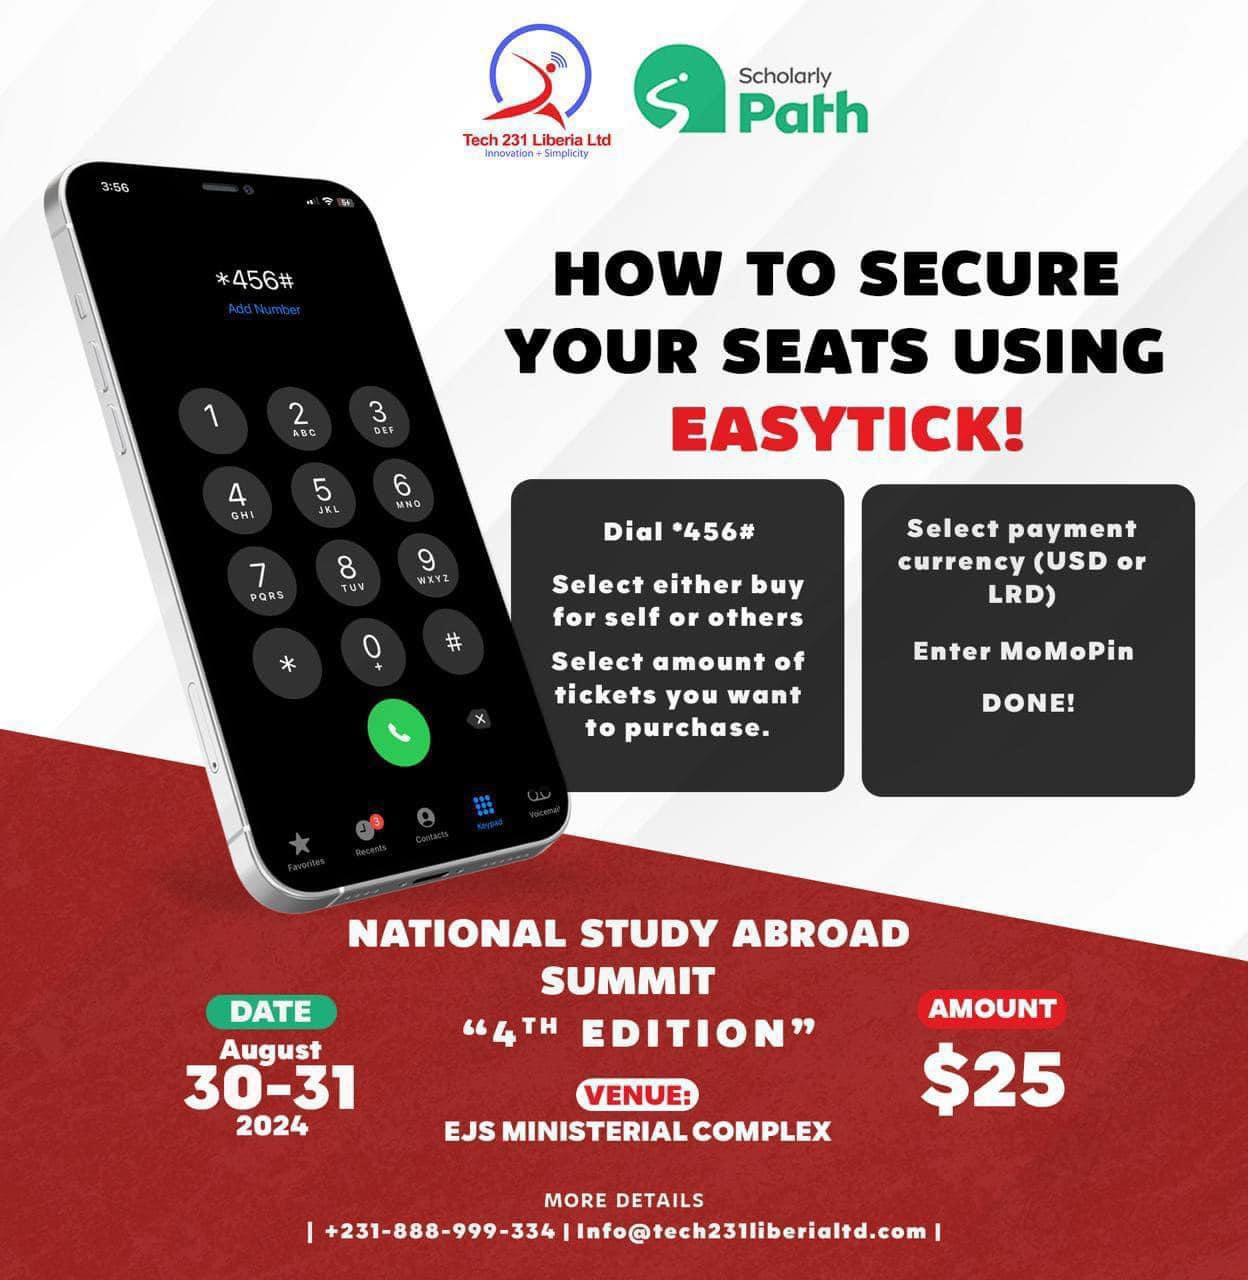 Tech 231 Liberia Ltd
Innovation + Simplicity
Scholarly
Path
3:56
*456#
Add Number
1
2
ABC
3
DEF
4
GHI
5
JKL
6
MNO
7
PQRS
8
TUV
9
WXYZ
*
0
+
#
Favorites
3
Recents
Contacts
Keypad
Voicemail
HOW TO SECURE
YOUR SEATS USING
EASYTICK!
Dial *456#
Select either buy
for self or others
Select amount of
tickets you want
to purchase.
Select payment
currency (USD or
LRD)
Enter MoMoPin
DONE!
NATIONAL STUDY ABROAD
SUMMIT
“4TH EDITION”
DATE
August
30-31
2024
VENUE:
EJS MINISTERIAL COMPLEX
AMOUNT
$25
MORE DETAILS
| +231-888-999-334 | Info@tech231liberialtd.com |